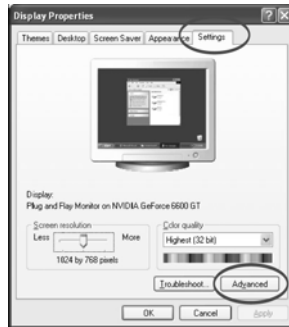 Display Properties
Themes Desktop Screen Saver Appearance Settings
Display:
Plug and Play Monitor on NVIDIA GeForce 6600 GT
Screen resolution
Less More
1024 by 768 pixels
Color quality
Highest (32 bit)
Troubleshoot... Advanced
OK Cancel Apply